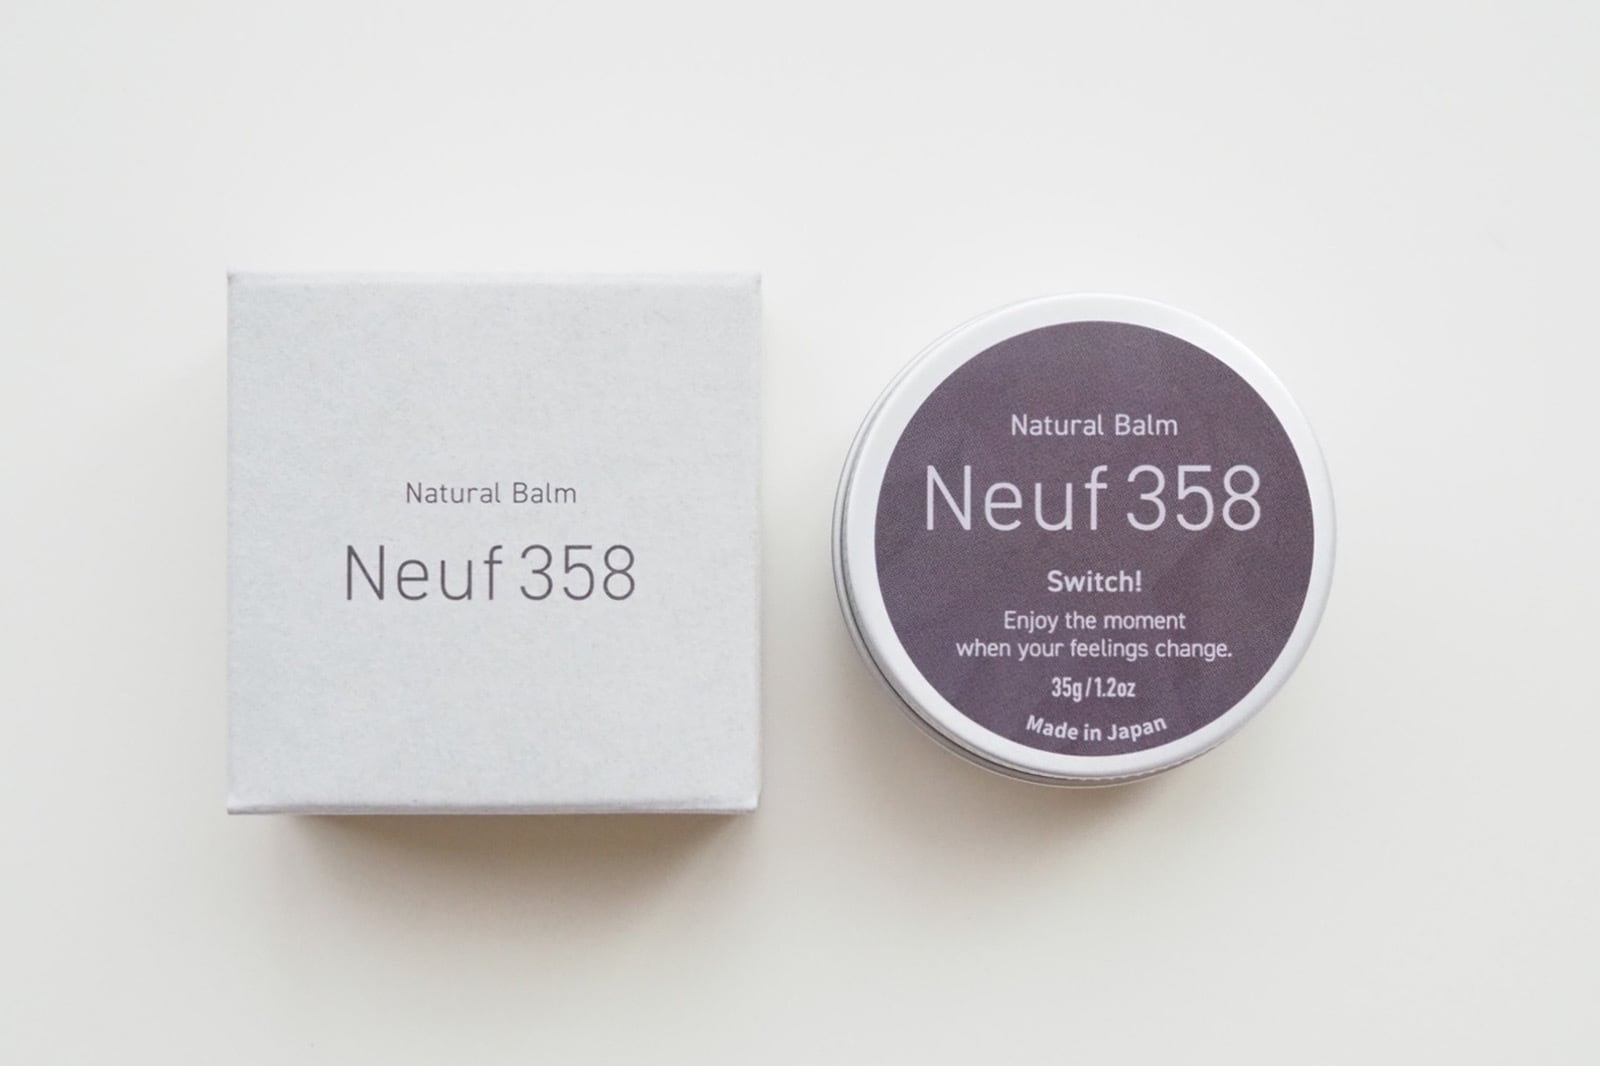 Natural Balm
Neuf 358
Natural Balm
Neuf 358
Switch!
Enjoy the moment
when your feelings change.
35g/1.2oz
Made in Japan